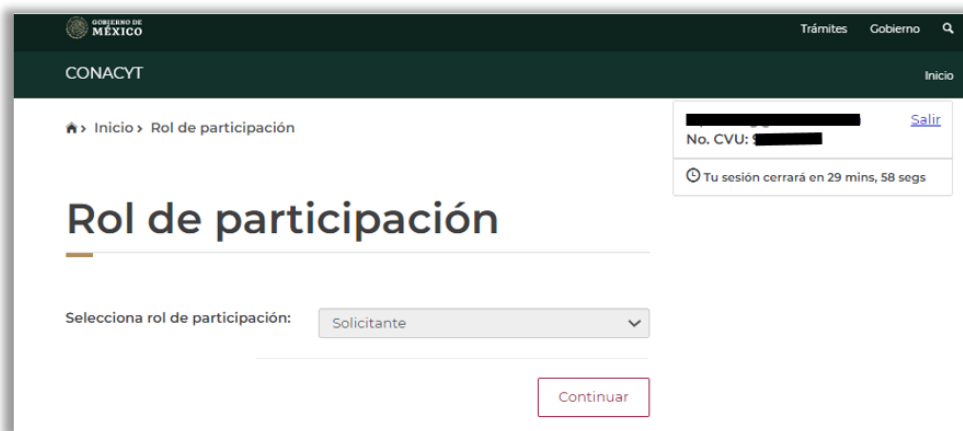 GOBIERNO DE
MÉXICO
Trámites Gobierno
CONACYT
Inicio
> Inicio > Rol de participación
Salir
No. CVU:
Tu sesión cerrará en 29 mins, 58 segs
Rol de participación
Selecciona rol de participación:
Solicitante
Continuar